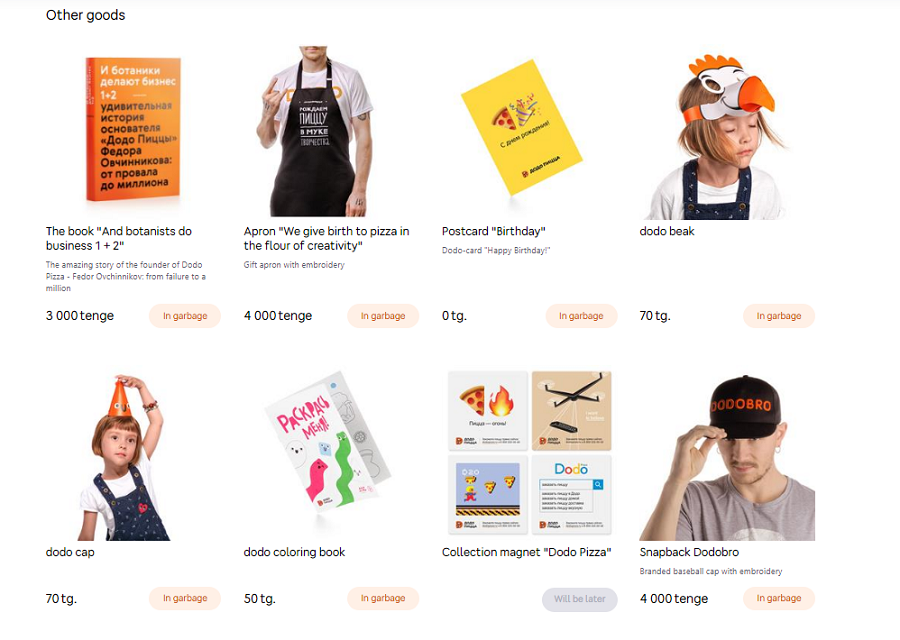 Other goods
И ботаники
делают бизнес
1+2
удивительная
история
основателя
«Додо Пиццы»
Федора
Овчинникова:
от провала
до миллиона
РОЖДАЕМ
ПИЦЦУ
В МУКЕ
ТВОРЧЕСТВА
С днем рождения!
ДОДО ПИЦЦА
The book "And botanists do
business 1 + 2"
The amazing story of the founder of Dodo
Pizza - Fedor Ovchinnikov: from failure to a
million
3 000 tenge
In garbage
Apron "We give birth to pizza in
the flour of creativity"
Gift apron with embroidery
4 000 tenge
In garbage
Postcard "Birthday"
Dodo-card "Happy Birthday!"
0 tg.
In garbage
dodo beak
70 tg.
In garbage
РАСКРАСЬ
МЕНЯ!
Пицца — огонь!
ДОДО
ПИЦЦА
Dodo
DODOBRO
dodo cap
70 tg.
In garbage
dodo coloring book
50 tg.
In garbage
Collection magnet "Dodo Pizza"
Will be later
Snapback Dodobro
Branded baseball cap with embroidery
4 000 tenge
In garbage